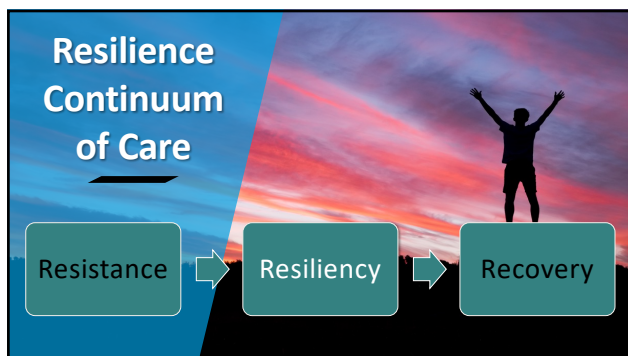 Resilience
Continuum
of Care
Resistance
Resiliency
Recovery